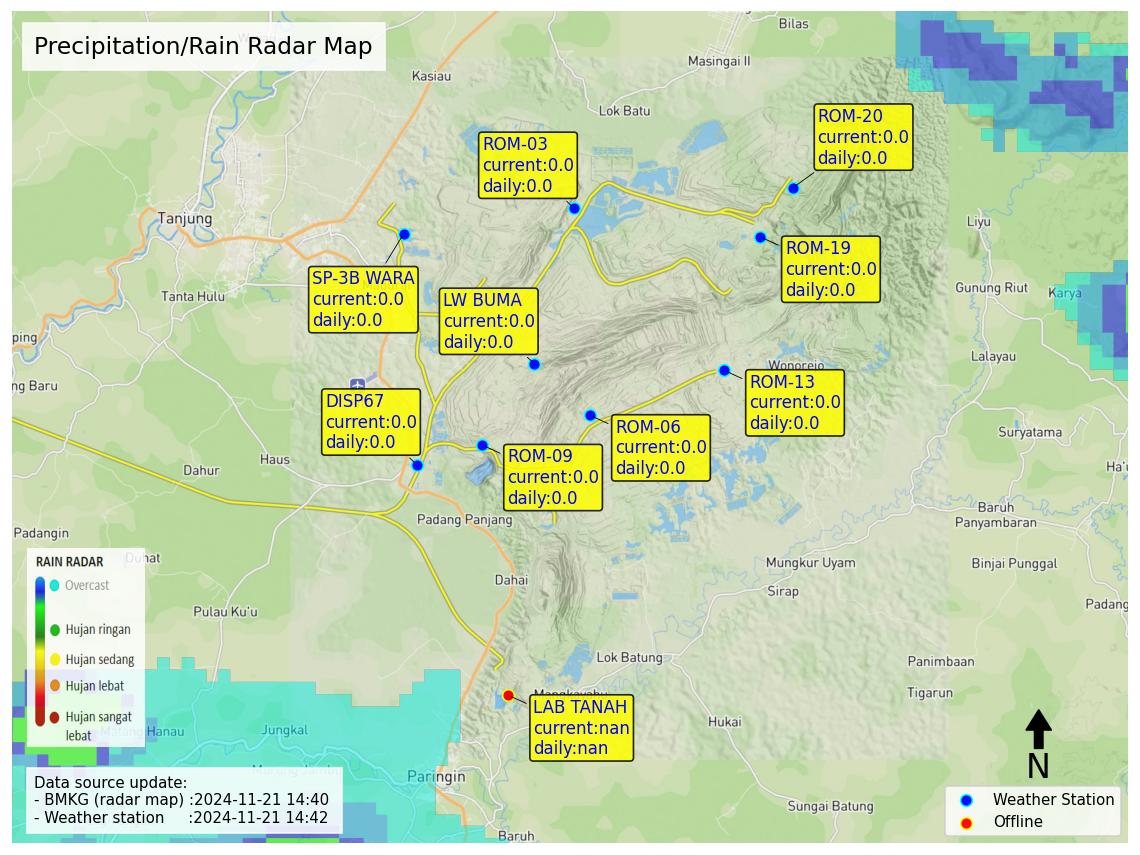 Precipitation/Rain Radar Map
Bilas
Masingai II
Kasiau
Lok Batu
ROM-20
current:0.0
daily:0.0
ROM-03
current:0.0
daily:0.0
Tanjung
Liyu
ROM-19
current:0.0
daily:0.0
SP-3B WARA
current:0.0
daily:0.0
Tanta Hulu
LW BUMA
current:0.0
daily:0.0
Gunung Riut
Karya
ping
Lalayau
ng Baru
Wonorejo
ROM-13
current:0.0
daily:0.0
DISP67
current:0.0
daily:0.0
ROM-06
current:0.0
daily:0.0
Suryatama
ROM-09
current:0.0
daily:0.0
Haus
Dahur
Ha'u
Padang Panjang
Baruh
Panyambaran
Padangin
Duhat
Mungkur Uyam
Binjai Punggal
Dahai
Sirap
Padang
Pulau Ku'u
RAIN RADAR
Overcast
Hujan ringan
Hujan sedang
Hujan lebat
Hujan sangat
lebat
Lok Batung
Panimbaan
Tigarun
Mangkayahu
LAB TANAH
current:nan
daily:nan
Hukai
Matang Hanau
Jungkal
Murung Jambu
Paringin
Sungai Batung
Baruh
Data source update:
- BMKG (radar map) :2024-11-21 14:40
- Weather station :2024-11-21 14:42
N
Weather Station
Offline